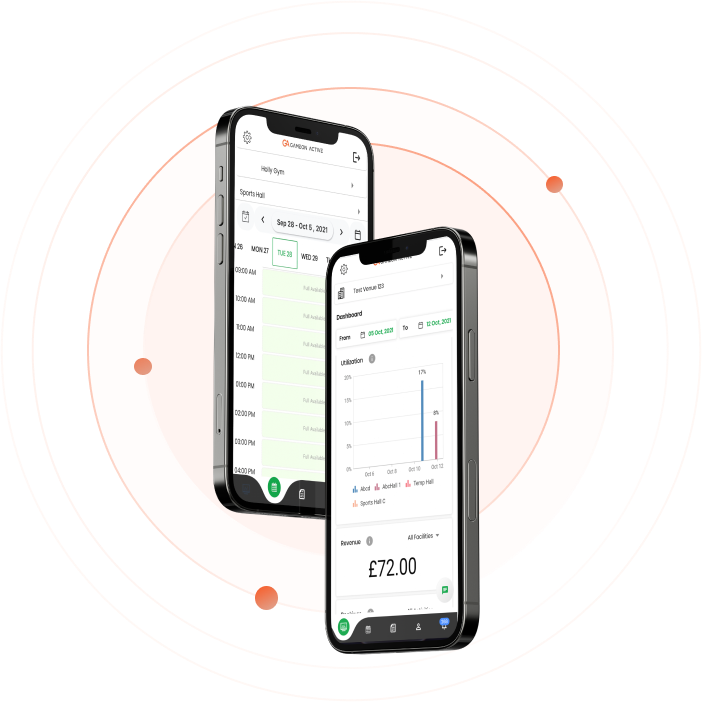 GAMEON ACTIVE
Holly Gym
Sports Hall
Sep 28 - Oct 5 , 2021
26 MON 27 TUE 28 WED 29
09:00 AM Full Available
10:00 AM Full Available
11:00 AM Full Available
12:00 PM Full Available
01:00 PM Full Available
02:00 PM Full Available
03:00 PM Full Available
04:00 PM
Test Venue 123
Dashboard
From 05 Oct, 2021 To 12 Oct, 2021
Utilization i
20%
17%
15%
10%
8%
5%
0%
Oct 6 Oct 8 Oct 10 Oct 12
Abcd AbcHall 1 Temp Hall
Sports Hall C
Revenue i All Facilities
£72.00